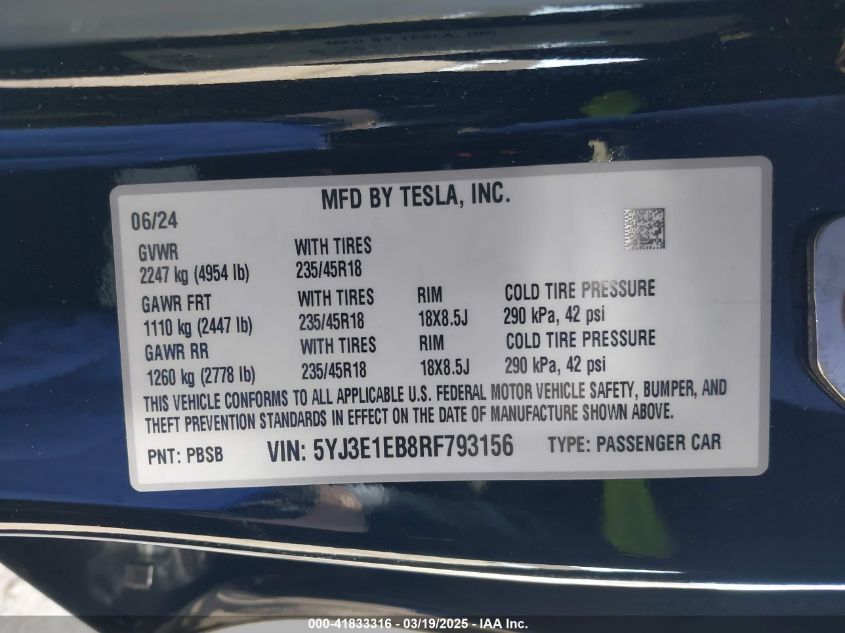 MFD BY TESLA, INC.
06/24
GVWR WITH TIRES
2247 kg (4954 lb) 235/45R18
GAWR FRT WITH TIRES RIM COLD TIRE PRESSURE
1110 kg (2447 lb) 235/45R18 18X8.5J 290 kPa, 42 psi
GAWR RR WITH TIRES RIM COLD TIRE PRESSURE
1260 kg (2778 lb) 235/45R18 18X8.5J 290 kPa, 42 psi
THIS VEHICLE CONFORMS TO ALL APPLICABLE U.S. FEDERAL MOTOR VEHICLE SAFETY, BUMPER, AND
THEFT PREVENTION STANDARDS IN EFFECT ON THE DATE OF MANUFACTURE SHOWN ABOVE.
PNT: PBSB VIN: 5YJ3E1EB8RF793156 TYPE: PASSENGER CAR
000-41833316 - 03/19/2025 - IAA Inc.